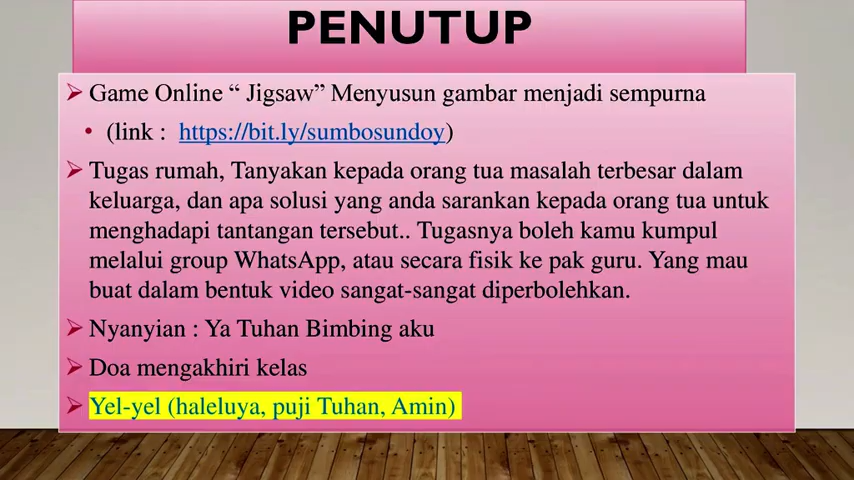 PENUTUP
Game Online “ Jigsaw” Menyusun gambar menjadi sempurna
(link : https://bit.ly/sumbosundoy)
Tugas rumah, Tanyakan kepada orang tua masalah terbesar dalam
keluarga, dan apa solusi yang anda sarankan kepada orang tua untuk
menghadapi tantangan tersebut.. Tugasnya boleh kamu kumpul
melalui group WhatsApp, atau secara fisik ke pak guru. Yang mau
buat dalam bentuk video sangat-sangat diperbolehkan.
Nyanyian : Ya Tuhan Bimbing aku
Doa mengakhiri kelas
Yel-yel (haleluya, puji Tuhan, Amin)